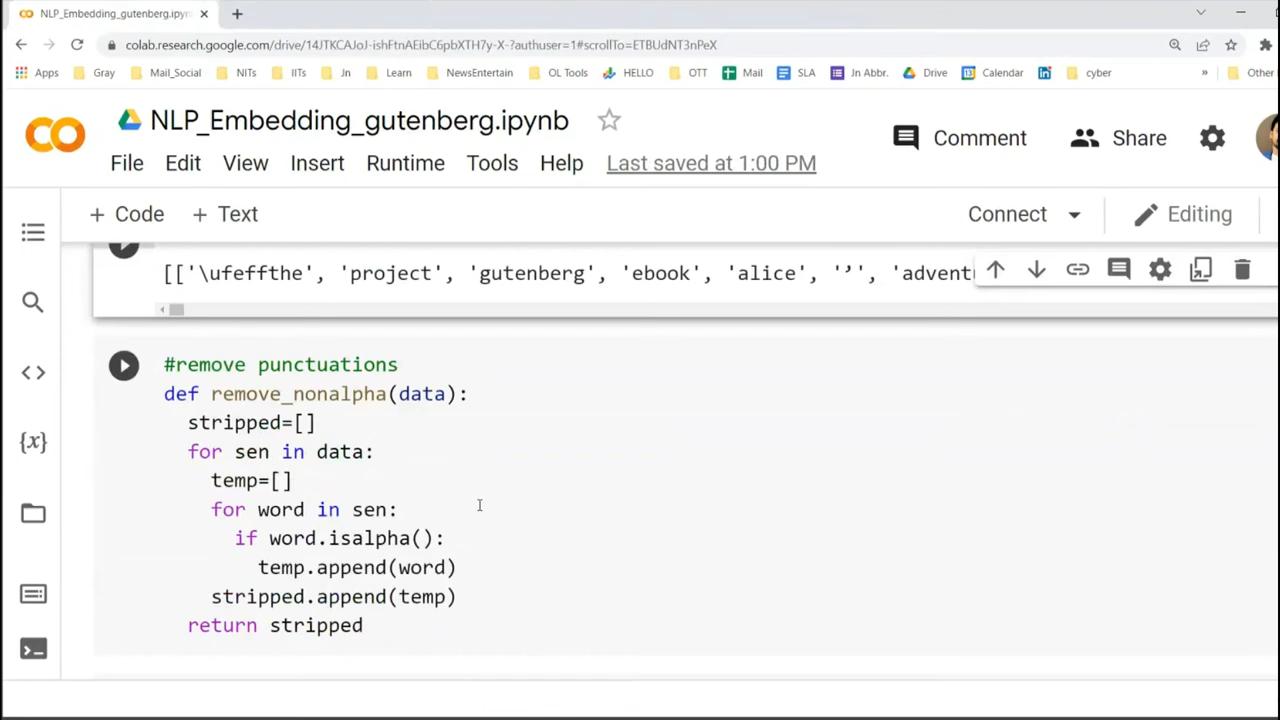 NLP_Embedding_gutenberg.ipynb
colab.research.google.com/drive/14JTKCAJoJ-ishFtnAEibC6pbXTH7y-X-?authuser=1#scrollTo=ETBUdNT3nPeX
Apps Gray Mail_Social NITs IITs Jn Learn NewsEntertain OL Tools HELLO OTT Mail SLA Jn Abbr. Drive Calendar cyber » Other
NLP_Embedding_gutenberg.ipynb
Comment Share
File Edit View Insert Runtime Tools Help Last saved at 1:00 PM
+ Code + Text Connect Editing
[['\ufeffthe', 'project', 'gutenberg', 'ebook', 'alice', '’', 'advent
#remove punctuations
def remove_nonalpha(data):
stripped=[]
for sen in data:
temp=[]
for word in sen:
if word.isalpha():
temp.append(word)
stripped.append(temp)
return stripped